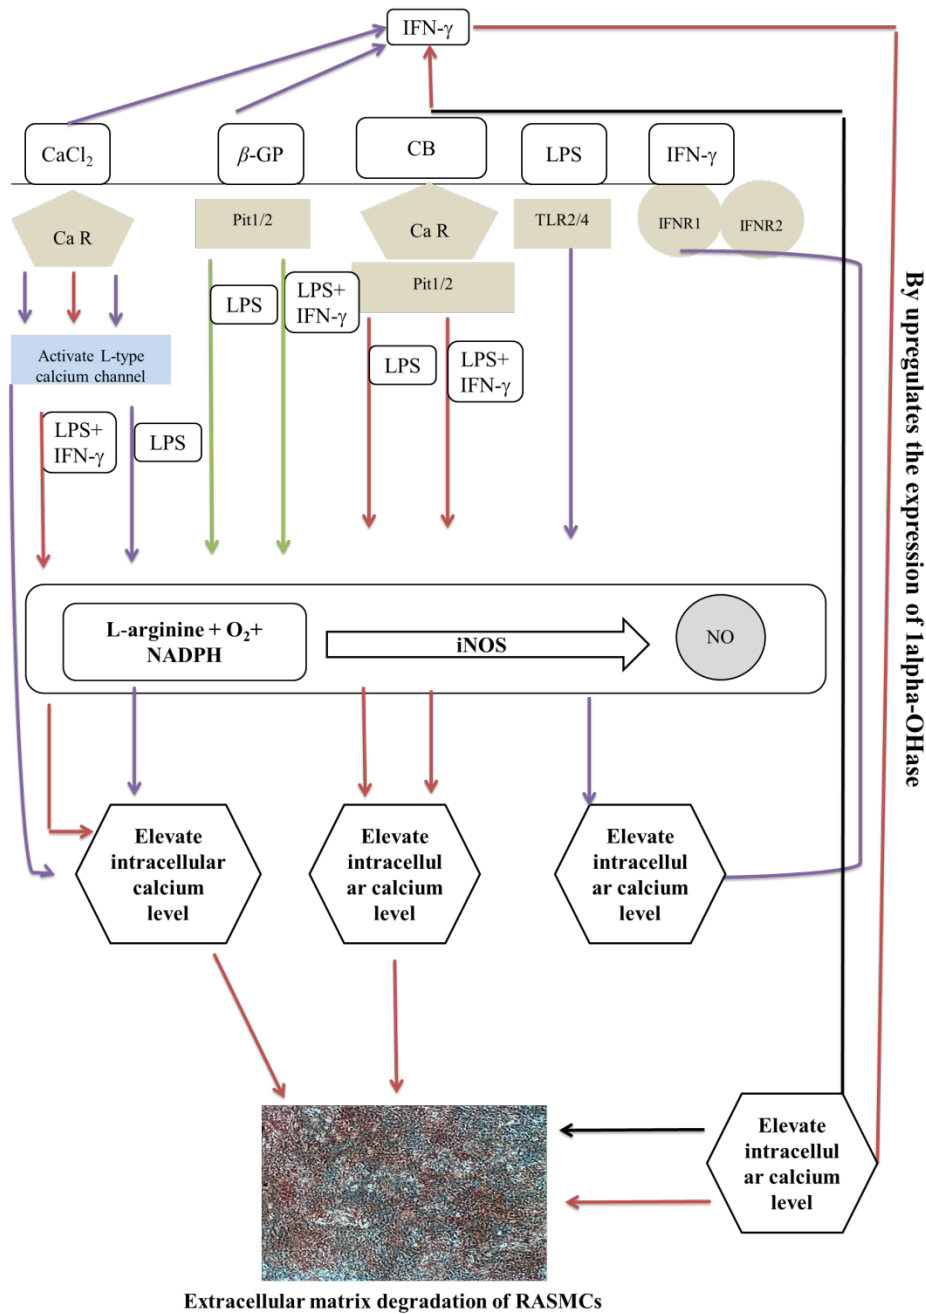 IFN-γ
CaCl₂
β-GP
CB
LPS
IFN-γ
Ca R
Pit1/2
Ca R
TLR2/4
IFNR1
IFNR2
Pit1/2
LPS
LPS+
IFN-γ
Activate L-type
calcium channel
LPS
LPS+
IFN-γ
LPS+
IFN-γ
LPS
By upregulates the expression of 1alpha-OHase
L-arginine + O₂+
NADPH
iNOS
NO
Elevate
intracellular
calcium
level
Elevate
intracellul
ar calcium
level
Elevate
intracellul
ar calcium
level
Elevate
intracellul
ar calcium
level
Extracellular matrix degradation of RASMCs